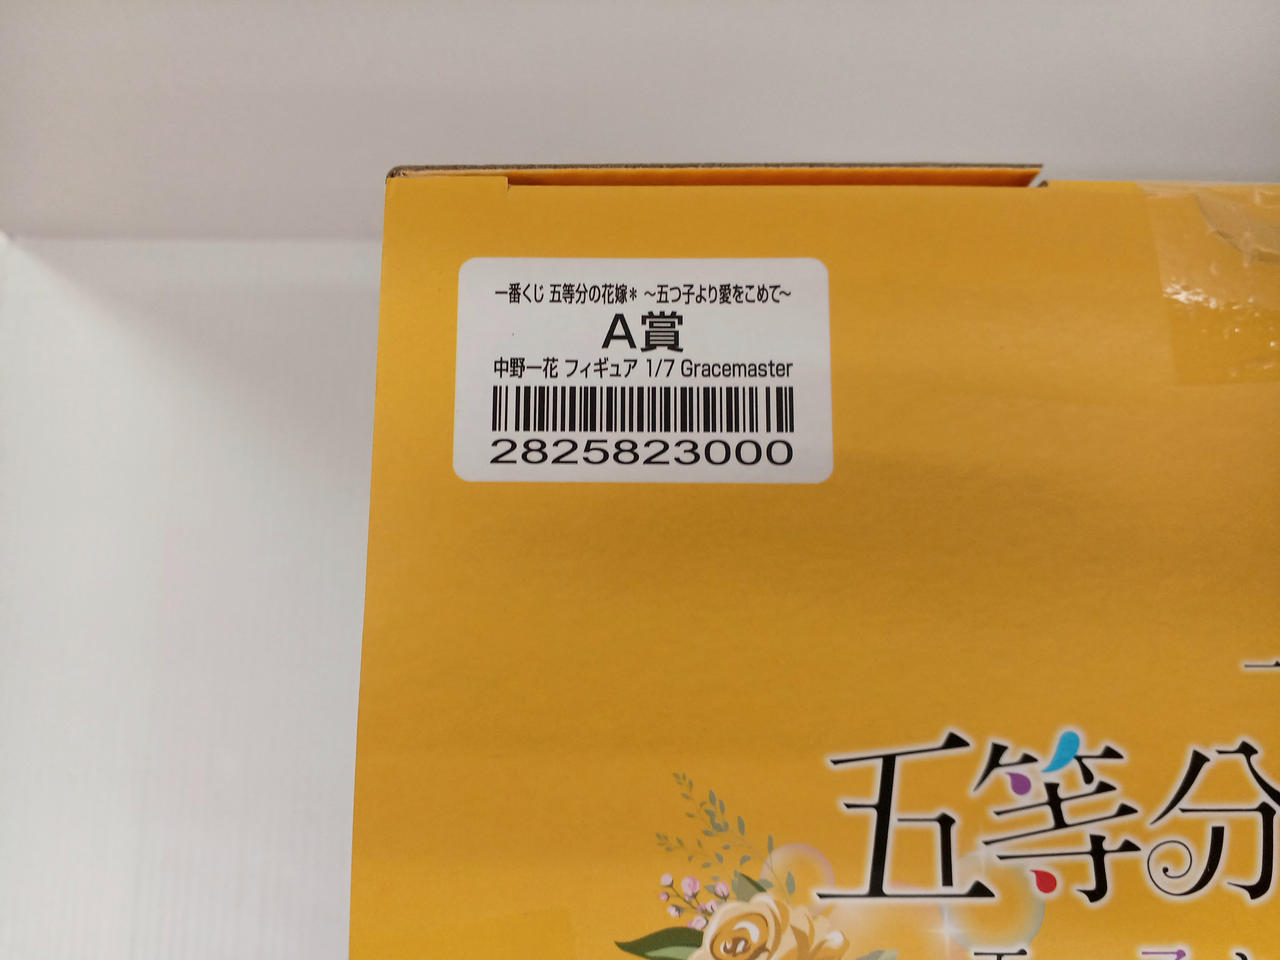 一番くじ 五等分の花嫁＊ ～五つ子より愛をこめて～
A賞
中野一花 フィギュア 1/7 Gracemaster
2825823000
五等分